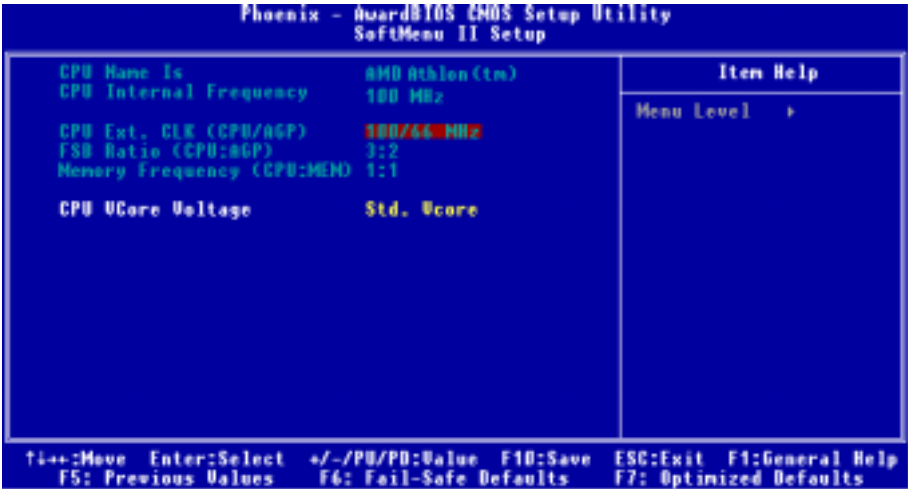 Phoenix - AwardBIOS CMOS Setup Utility
SoftMenu II Setup
CPU Name Is AMD Athlon(tm)
CPU Internal Frequency 100 MHz
CPU Ext. CLK (CPU/AGP) 100/66 MHz
FSB Ratio (CPU:AGP) 3:2
Memory Frequency (CPU:MEM) 1:1
CPU VCore Voltage Std. Vcore
Item Help
Menu Level ▸
↑↓→←:Move Enter:Select +/-/PU/PD:Value F10:Save ESC:Exit F1:General Help
F5: Previous Values F6: Fail-Safe Defaults F7: Optimized Defaults